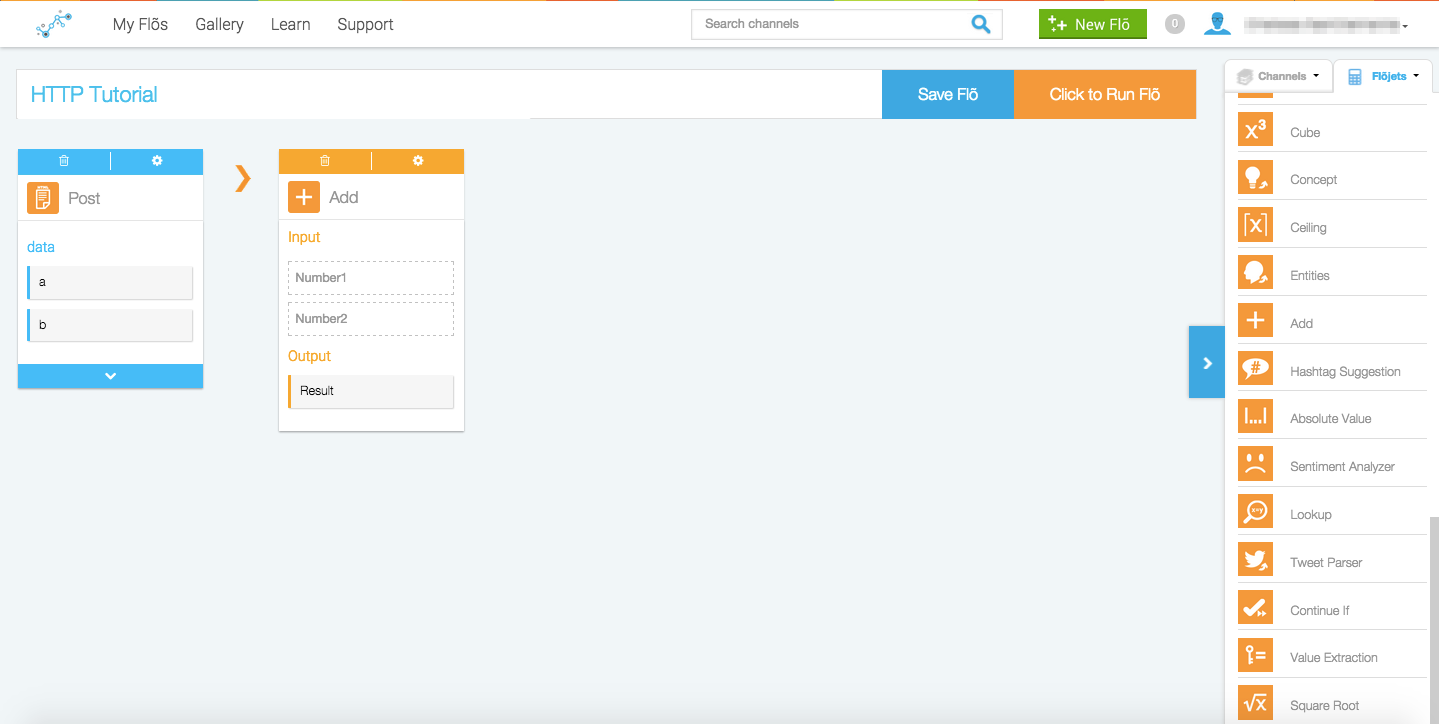 My Flōs Gallery Learn Support
Search channels
New Flō
0
HTTP Tutorial
Save Flō
Click to Run Flō
Channels
Flōjets
Post
data
a
b
Add
Input
Number1
Number2
Output
Result
x3
Cube
Concept
[x]
Ceiling
Entities
Add
#
Hashtag Suggestion
|...|
Absolute Value
Sentiment Analyzer
x=y
Lookup
Tweet Parser
Continue If
Value Extraction
√x
Square Root